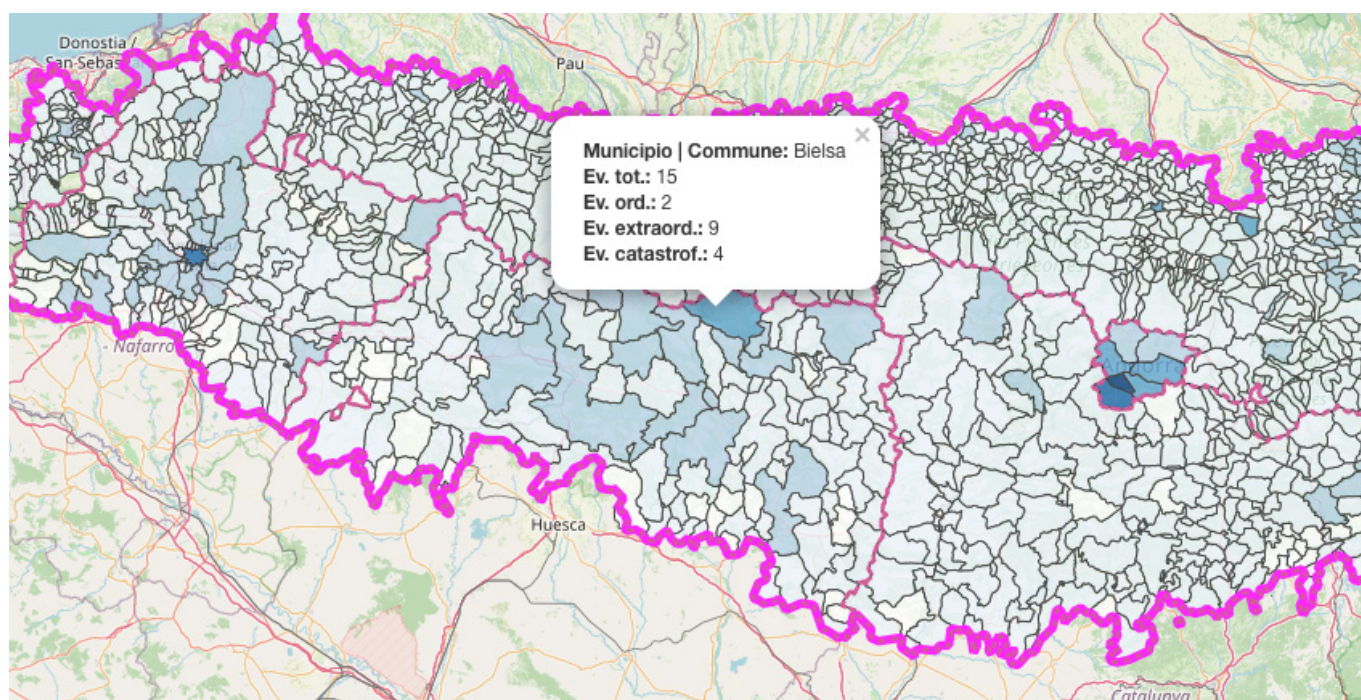 Donostia /
San Sebas
Pau
×
Municipio | Commune: Bielsa
Ev. tot.: 15
Ev. ord.: 2
Ev. extraord.: 9
Ev. catastrof.: 4
Andorra
- Nafarro
Huesca
Catalunya